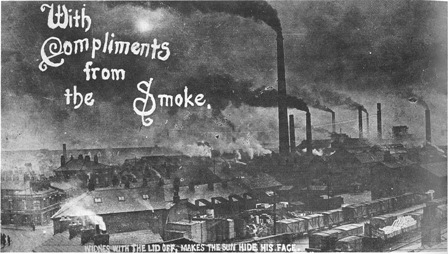 With
Compliments
from
the Smoke.
WIDNES WITH THE LID OFF, MAKES THE SUN HIDE HIS FACE.